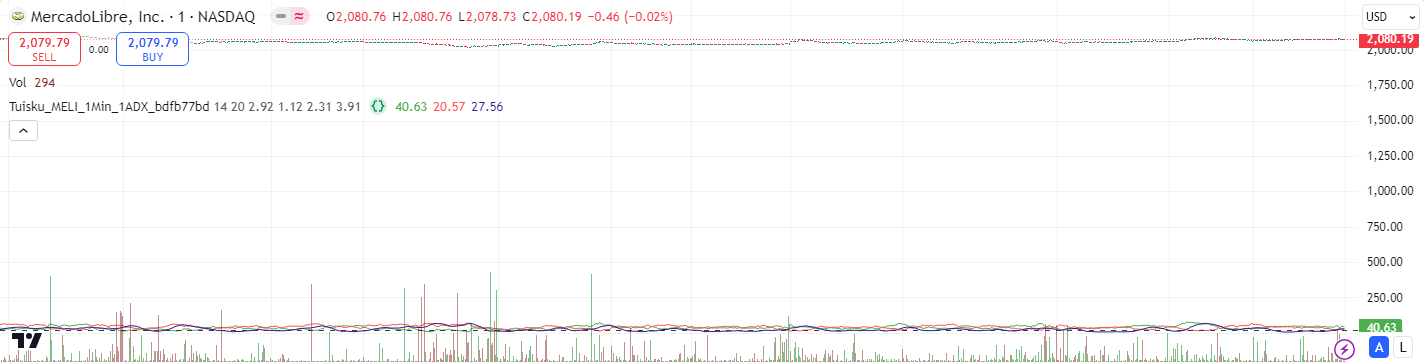 MercadoLibre, Inc. · 1 · NASDAQ O2,080.76 H2,080.76 L2,078.73 C2,080.19 −0.46 (−0.02%)
USD
2,079.79 SELL
0.00
2,079.79 BUY
2,080.19
2,000.00
Vol 294
1,750.00
Tuisku_MELI_1Min_1ADX_bdfb77bd 14 20 2.92 1.12 2.31 3.91 {} 40.63 20.57 27.56
1,500.00
1,250.00
1,000.00
750.00
500.00
250.00
40.63
A L